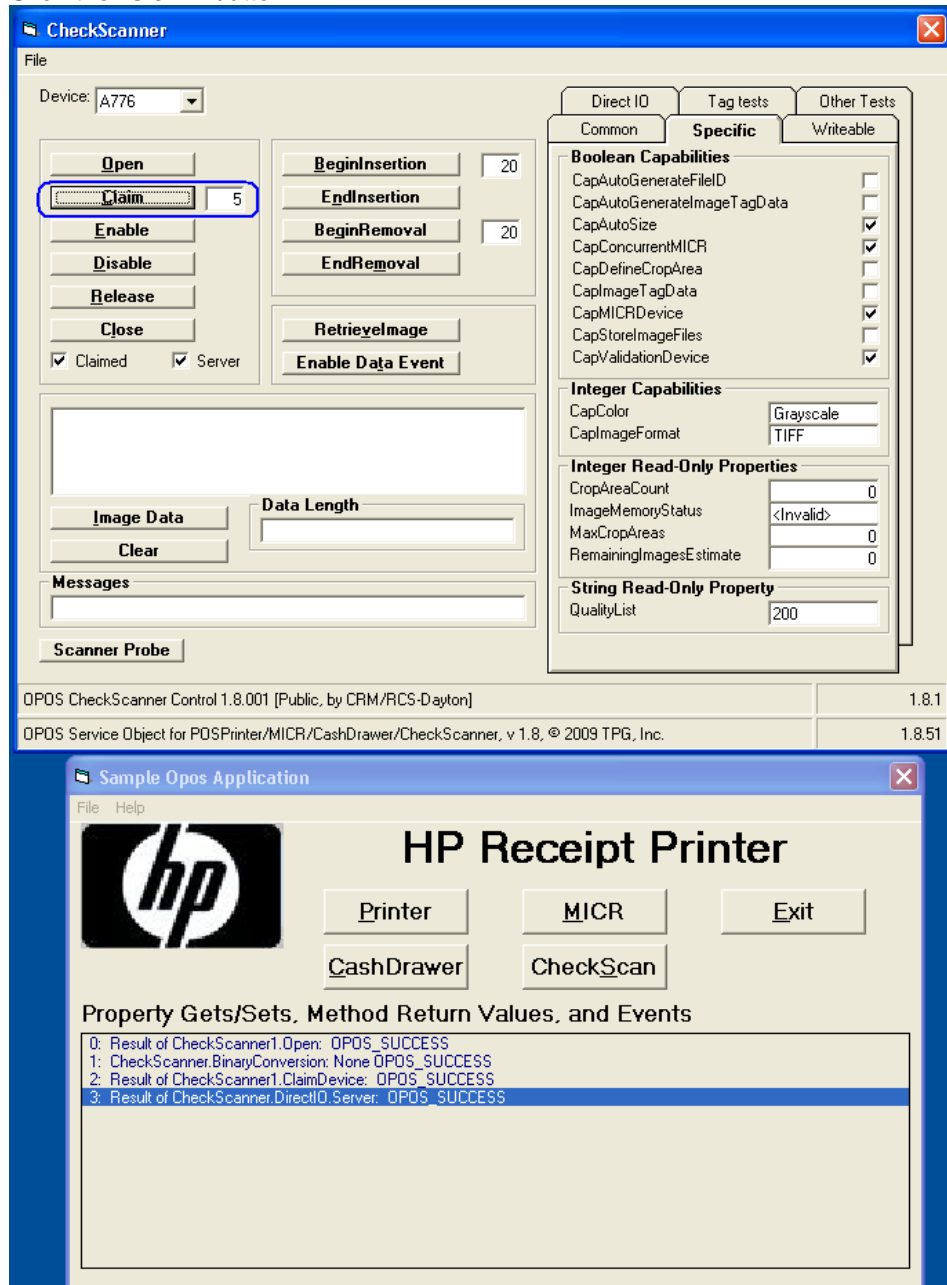 CheckScanner
File
Device: A776
Open
Claim 5
Enable
Disable
Release
Close
Claimed Server
BeginInsertion 20
EndInsertion
BeginRemoval 20
EndRemoval
RetrieveImage
Enable Data Event
Image Data
Clear
Data Length
Messages
Scanner Probe
Direct IO Tag tests Other Tests
Common Specific Writeable
Boolean Capabilities
CapAutoGenerateFileID
CapAutoGenerateImageTagData
CapAutoSize
CapConcurrentMICR
CapDefineCropArea
CapImageTagData
CapMICRDevice
CapStoreImageFiles
CapValidationDevice
Integer Capabilities
CapColor Grayscale
CapImageFormat TIFF
Integer Read-Only Properties
CropAreaCount 0
ImageMemoryStatus <Invalid>
MaxCropAreas 0
RemainingImagesEstimate 0
String Read-Only Property
QualityList 200
OPOS CheckScanner Control 1.8.001 [Public, by CRM/RCS-Dayton] 1.8.1
OPOS Service Object for POSPrinter/MICR/CashDrawer/CheckScanner, v 1.8, © 2009 TPG, Inc. 1.8.51
Sample Opos Application
File Help
hp
HP Receipt Printer
Printer MICR Exit
CashDrawer CheckScan
Property Gets/Sets, Method Return Values, and Events
0: Result of CheckScanner1.Open: OPOS_SUCCESS
1: CheckScanner.BinaryConversion: None OPOS_SUCCESS
2: Result of CheckScanner1.ClaimDevice: OPOS_SUCCESS
3: Result of CheckScanner.DirectIO.Server: OPOS_SUCCESS